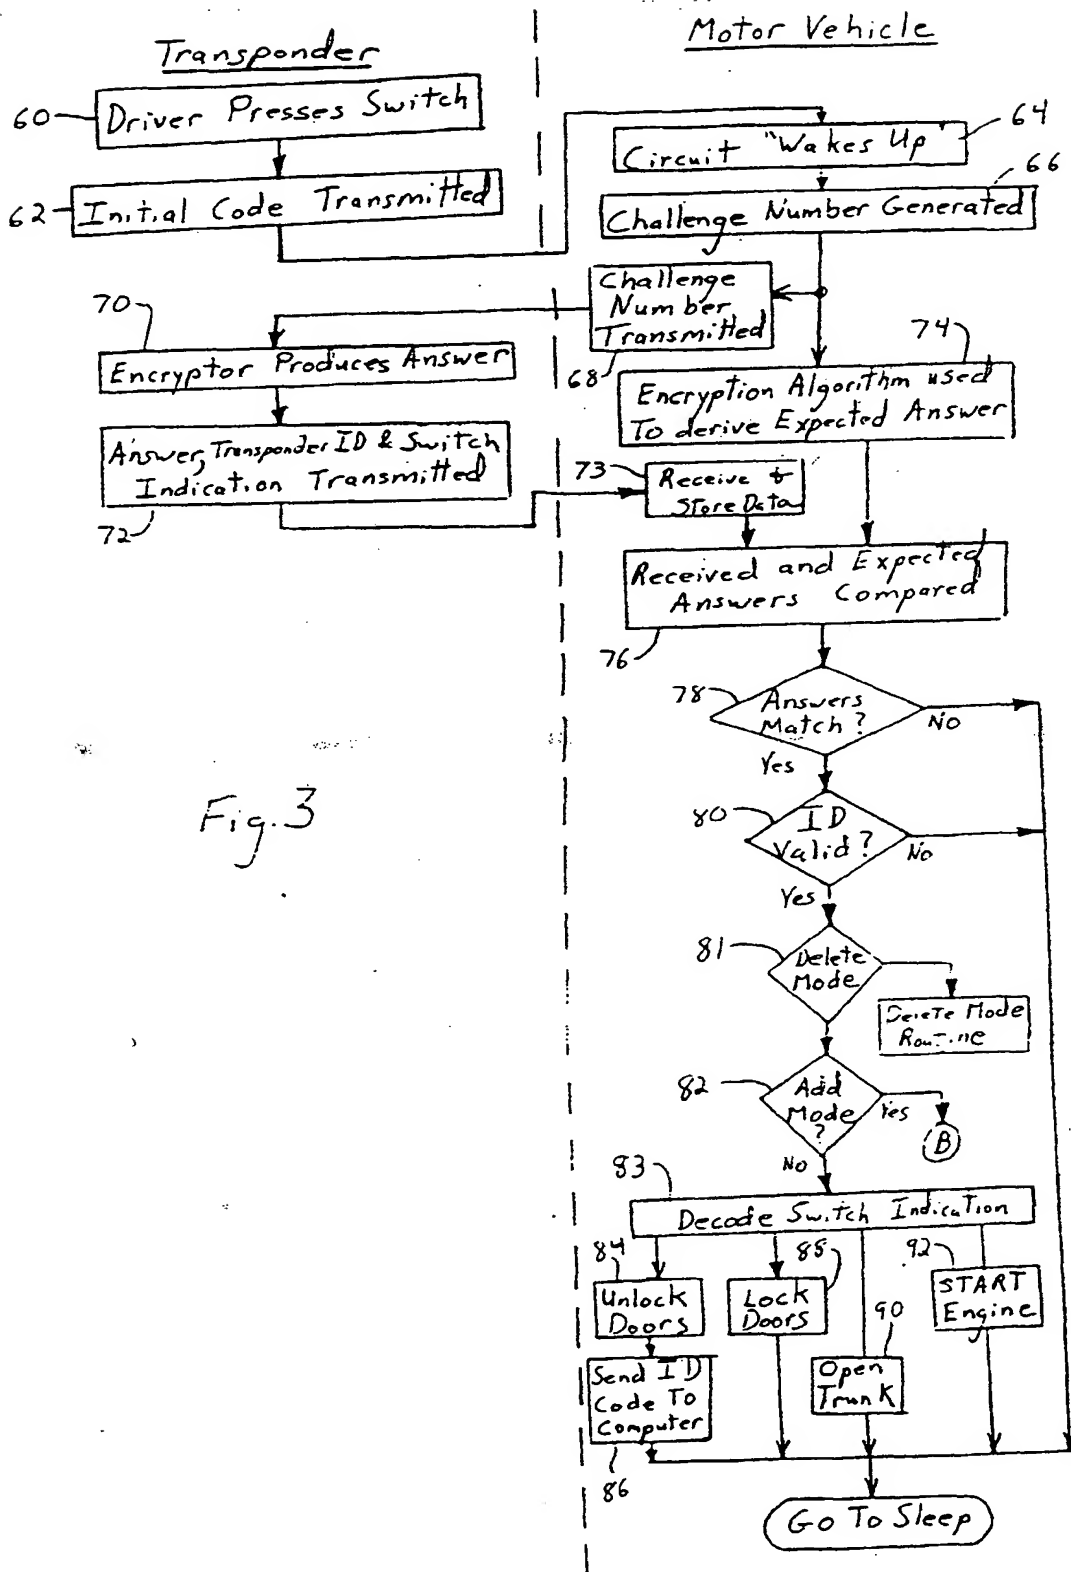 Transponder
Motor Vehicle
60
Driver Presses Switch
62
Initial Code Transmitted
64
Circuit "Wakes Up"
66
Challenge Number Generated
Challenge
Number
Transmitted
68
70
Encryptor Produces Answer
74
Encryption Algorithm used
To derive Expected Answer
Answer, Transponder ID & Switch
Indication Transmitted
72
73
Receive &
Store Data
Received and Expected
Answers Compared
76
78
Answers
Match?
No
Yes
80
ID
Valid?
No
Yes
Fig. 3
81
Delete
Mode
Delete Mode
Routine
82
Add
Mode
?
Yes
B
No
83
Decode Switch Indication
84
Unlock
Doors
85
Lock
Doors
90
Open
Trunk
92
START
Engine
Send ID
Code To
Computer
86
Go To Sleep